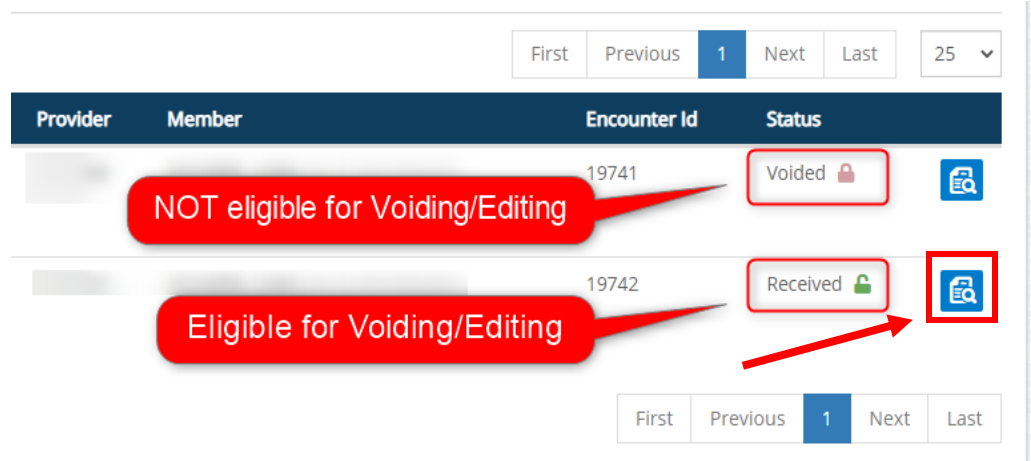 First Previous 1 Next Last 25
Provider Member Encounter Id Status
19741 Voided
NOT eligible for Voiding/Editing
19742 Received
Eligible for Voiding/Editing
First Previous 1 Next Last